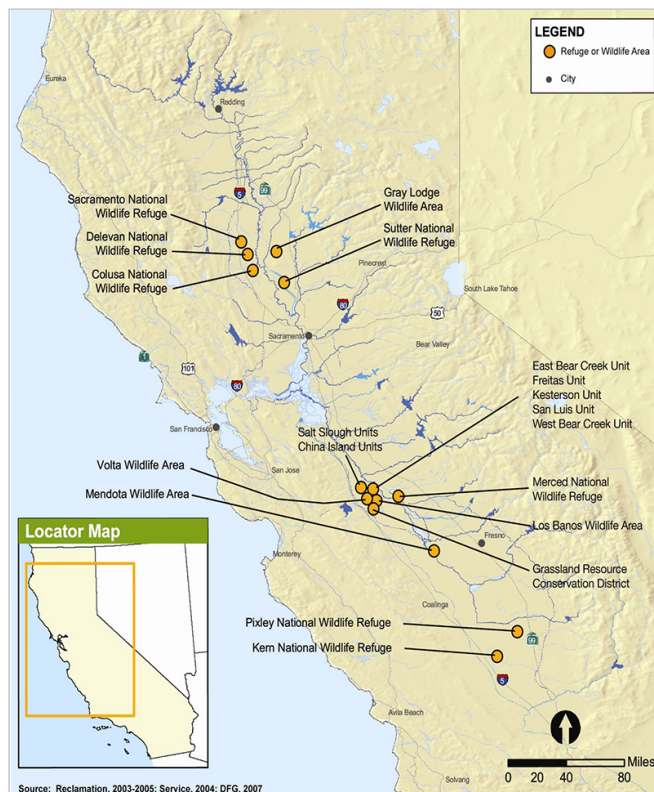 LEGEND
Refuge or Wildlife Area
City
Eureka
Redding
5
99
Sacramento National
Wildlife Refuge
Gray Lodge
Wildlife Area
Delevan National
Wildlife Refuge
Sutter National
Wildlife Refuge
Colusa National
Wildlife Refuge
Pinecrest
South Lake Tahoe
80
50
Sacramento
Bear Valley
1
101
80
East Bear Creek Unit
Freitas Unit
Kesterson Unit
San Luis Unit
West Bear Creek Unit
San Francisco
Salt Slough Units
China Island Units
Volta Wildlife Area
San Jose
Merced National
Wildlife Refuge
Mendota Wildlife Area
Los Banos Wildlife Area
Locator Map
Fresno
Monterey
Grassland Resource
Conservation District
Coalinga
Pixley National Wildlife Refuge
99
Kern National Wildlife Refuge
5
Avila Beach
Miles
0 20 40 80
Solvang
Source: Reclamation, 2003-2005; Service, 2004; DFG, 2007